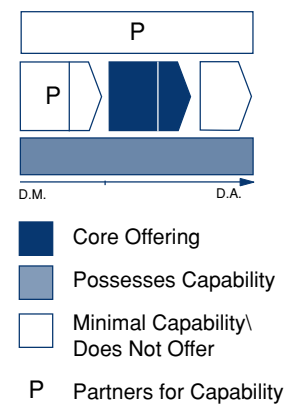 P
P
D.M. D.A.
Core Offering
Possesses Capability
Minimal Capability\
Does Not Offer
P Partners for Capability